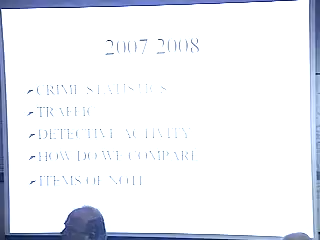 2007 2008
CRIME STATISTICS
TRAFFIC
DETECTIVE ACTIVITY
HOW DO WE COMPARE
ITEMS OF NOTE